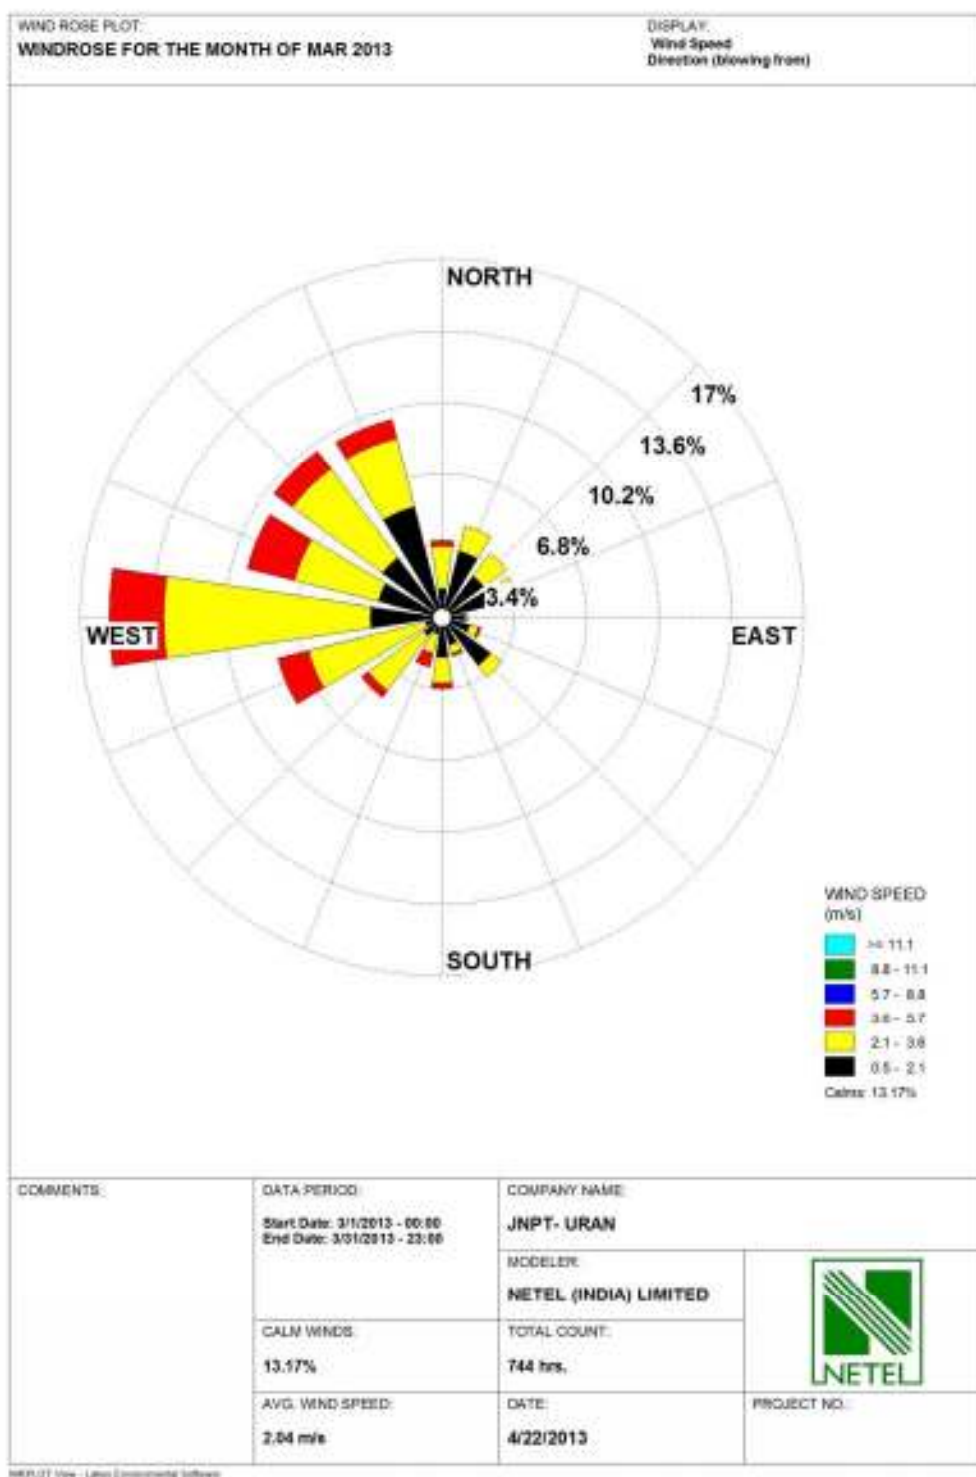 WIND ROSE PLOT:
WINDROSE FOR THE MONTH OF MAR 2013
DISPLAY:
Wind Speed
Direction (blowing from)
NORTH
17%
13.6%
10.2%
6.8%
3.4%
WEST
EAST
SOUTH
WIND SPEED
(m/s)
>= 11.1
8.8 - 11.1
5.7 - 8.8
3.6 - 5.7
2.1 - 3.6
0.5 - 2.1
Calms: 13.17%
COMMENTS:
DATA PERIOD:
Start Date: 3/1/2013 - 00:00
End Date: 3/31/2013 - 23:00
COMPANY NAME:
JNPT- URAN
MODELER:
NETEL (INDIA) LIMITED
CALM WINDS:
13.17%
TOTAL COUNT:
744 hrs.
NETEL
AVG. WIND SPEED:
2.04 m/s
DATE:
4/22/2013
PROJECT NO.:
WRPLOT View - Lakes Environmental Software